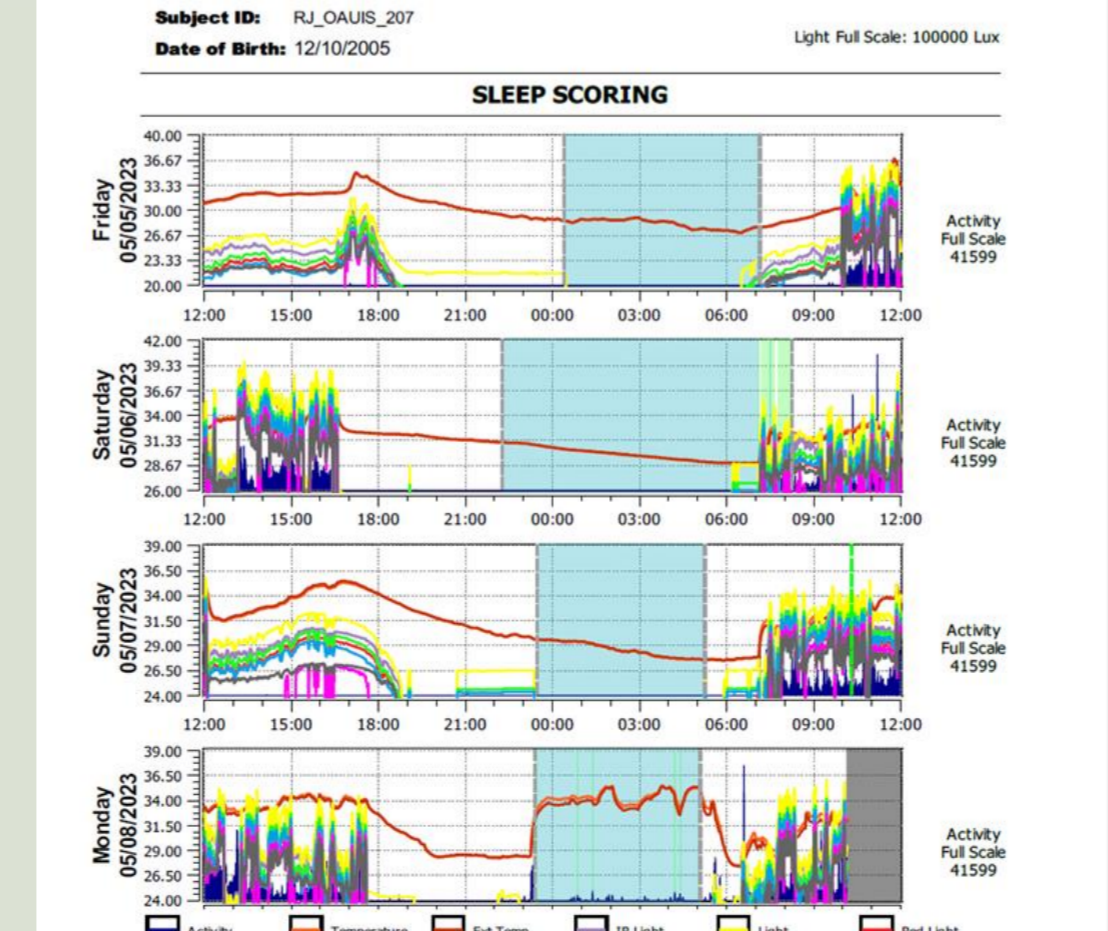 Subject ID: RJ_OAUIS_207
Date of Birth: 12/10/2005
Light Full Scale: 100000 Lux
SLEEP SCORING
Friday
05/05/2023
40.00
36.67
33.33
30.00
26.67
23.33
20.00
12:00 15:00 18:00 21:00 00:00 03:00 06:00 09:00 12:00
Activity
Full Scale
41599
Saturday
05/06/2023
42.00
39.33
36.67
34.00
31.33
28.67
26.00
12:00 15:00 18:00 21:00 00:00 03:00 06:00 09:00 12:00
Activity
Full Scale
41599
Sunday
05/07/2023
39.00
36.50
34.00
31.50
29.00
26.50
24.00
12:00 15:00 18:00 21:00 00:00 03:00 06:00 09:00 12:00
Activity
Full Scale
41599
Monday
05/08/2023
39.00
36.50
34.00
31.50
29.00
26.50
24.00
Activity
Full Scale
41599
Activity Temperature Ext Temp IR Light Light Red Light